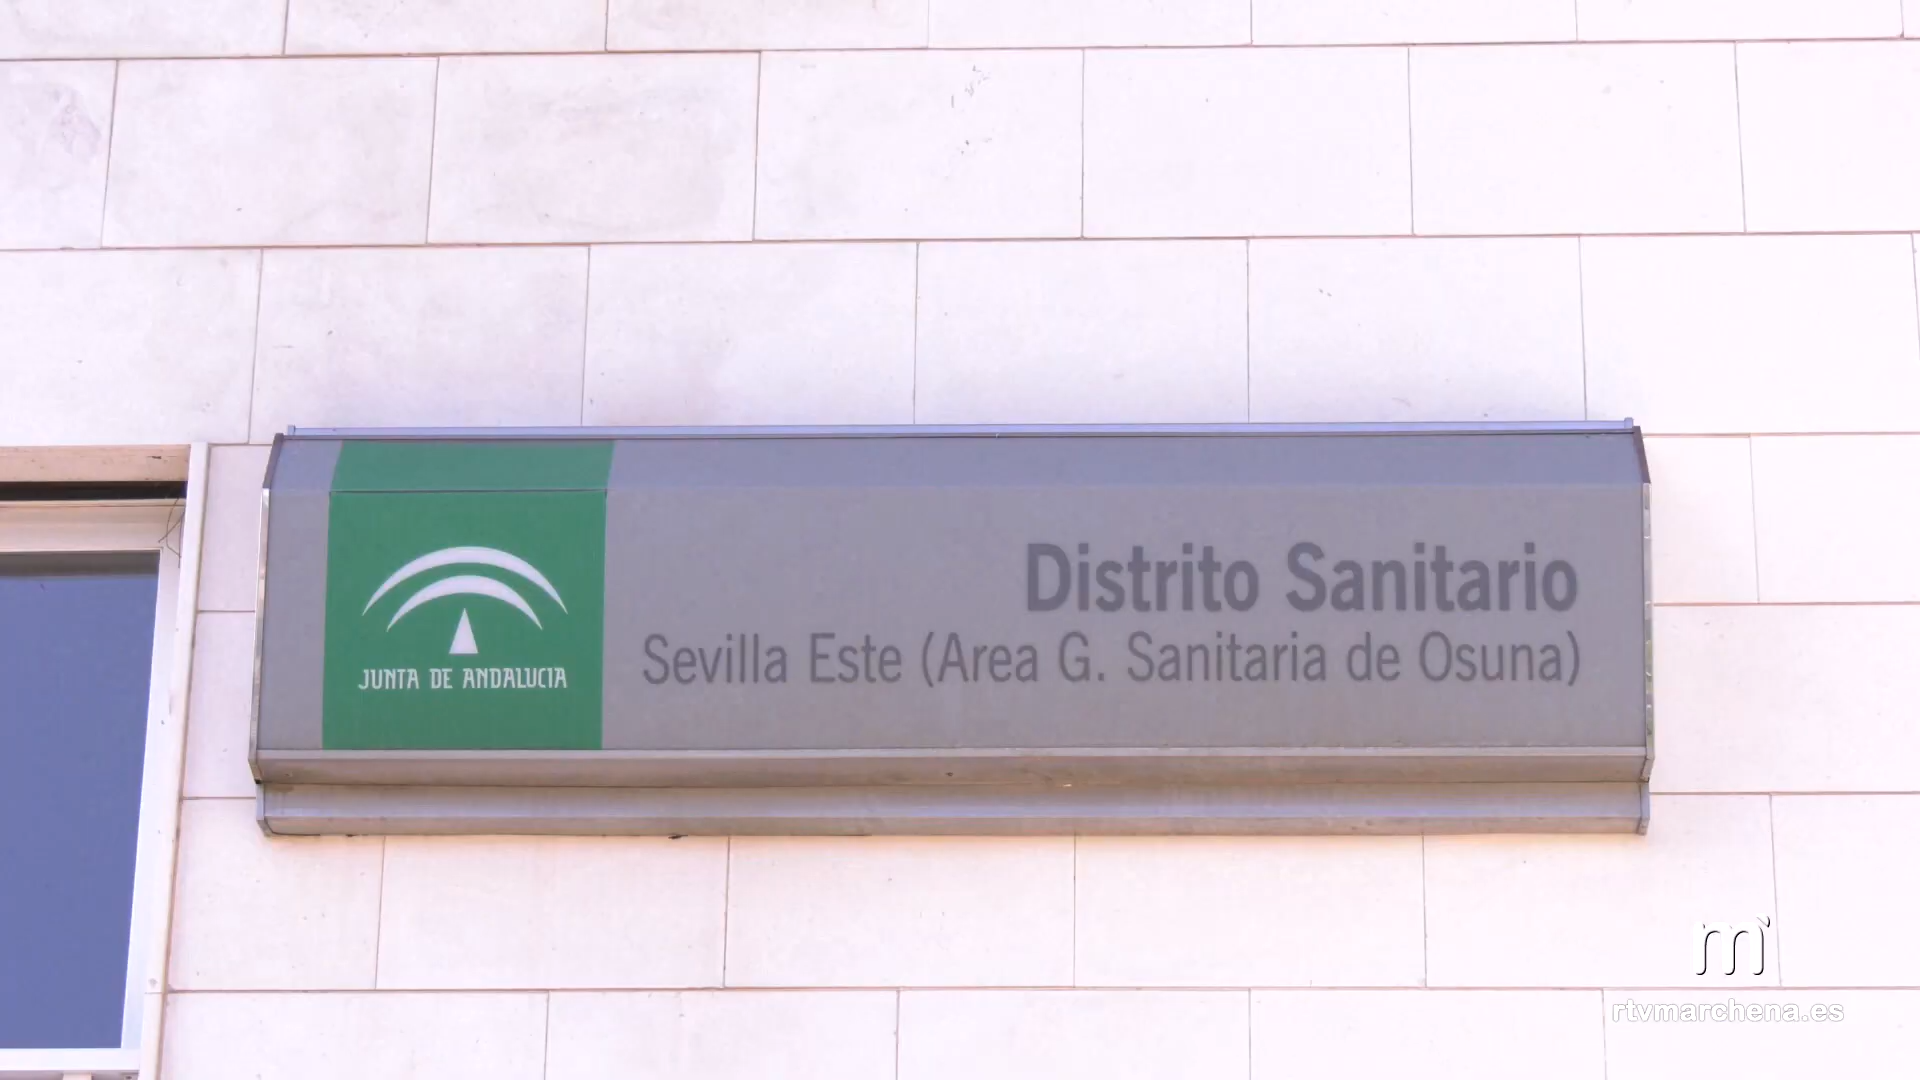 Distrito Sanitario
Sevilla Este (Area G. Sanitaria de Osuna)
JUNTA DE ANDALUCIA
m
rtvmarchena.es